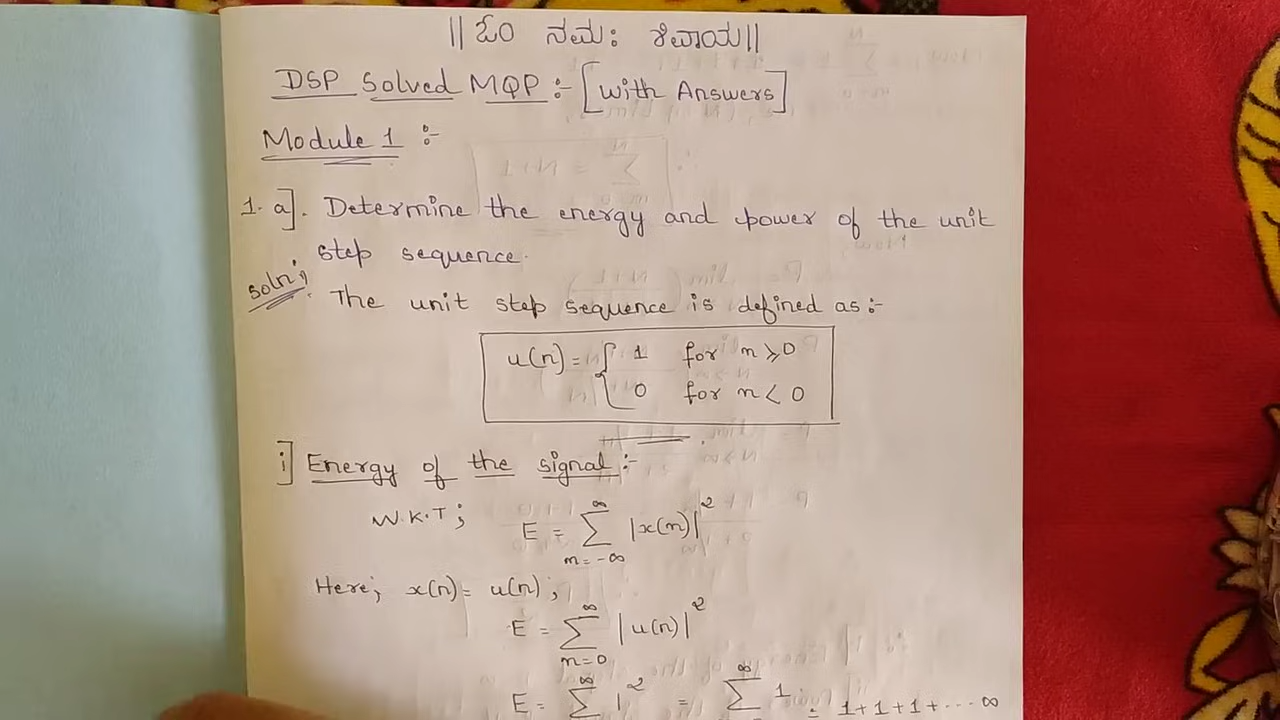 || ಓಂ ನಮಃ ಶಿವಾಯ ||
DSP Solved MQP :- [With Answers]
Module 1 :-
1. a]. Determine the energy and power of the unit
step sequence.
Soln;
The unit step sequence is defined as :-
u(n) = { 1 for n ≥ 0
0 for n < 0
i] Energy of the signal :-
W.K.T; E = ∑_{n=-∞}^{∞} |x(n)|²
Here; x(n) = u(n);
E = ∑_{n=0}^{∞} |u(n)|²
E = ∑^{∞} 1² = ∑^{∞} 1 = 1+1+1+...∞